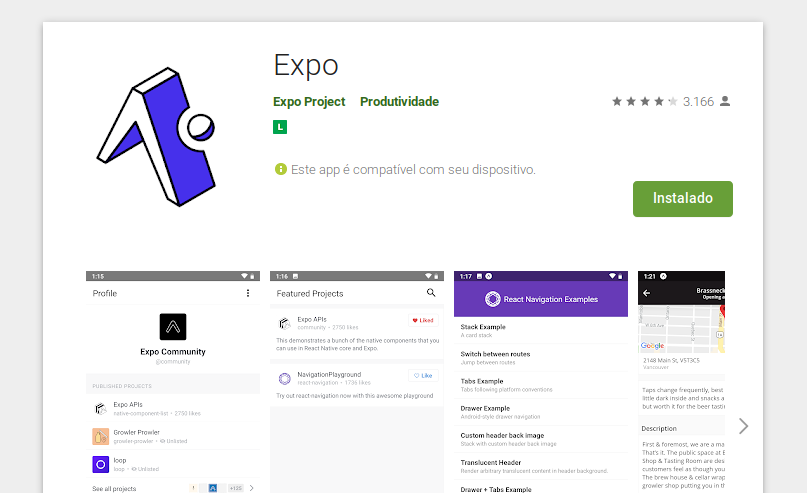 Expo
Expo Project Produtividade
3.166
L
Este app é compatível com seu dispositivo.
Instalado
1:15
Profile
Expo Community
@community
PUBLISHED PROJECTS
Expo APIs
native-component-list • 2750 likes
Growler Prowler
growler-prowler • Unlisted
loop
loop • Unlisted
See all projects
+125
1:16
Featured Projects
Expo APIs
community • 2750 likes
Liked
This demonstrates a bunch of the native components that you
can use in React Native core and Expo.
NavigationPlayground
react-navigation • 1736 likes
Like
Try out react-navigation now with this awesome playground
1:17
React Navigation Examples
Stack Example
A card stack
Switch between routes
Jump between routes
Tabs Example
Tabs following platform conventions
Drawer Example
Android-style drawer navigation
Custom header back image
Stack with custom header back image
Translucent Header
Render arbitrary translucent content in header background.
Drawer + Tabs Example
1:21
Brassneck
Opening a
Google
2148 Main St, V5T3C5
Vancouver
Taps change frequently, best
little dark inside and snacks a
but worth it for the beer tastin
Description
First & foremost, we are a ma
That's it. The public space at B
Shop & Tasting Room are des
customers feel as though you
The brew house & cellar wrap
growler shop putting you in th